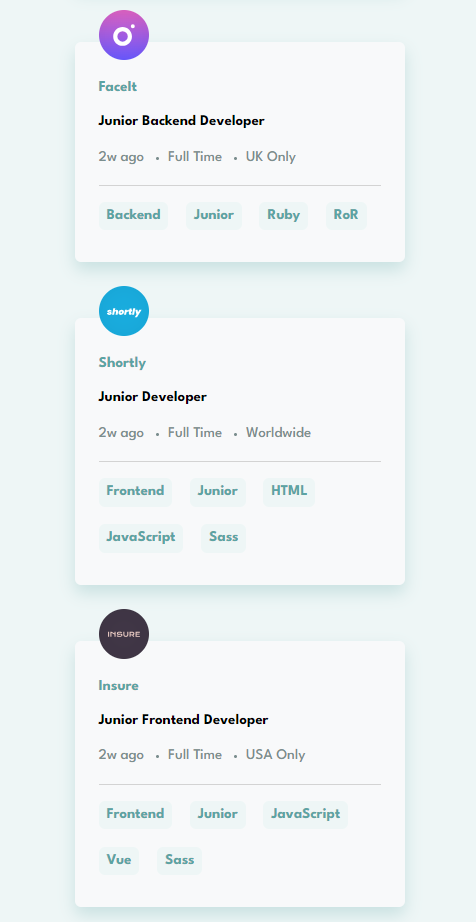 FaceIt
Junior Backend Developer
2w ago • Full Time • UK Only
Backend Junior Ruby RoR
shortly
Shortly
Junior Developer
2w ago • Full Time • Worldwide
Frontend Junior HTML
JavaScript Sass
INSURE
Insure
Junior Frontend Developer
2w ago • Full Time • USA Only
Frontend Junior JavaScript
Vue Sass